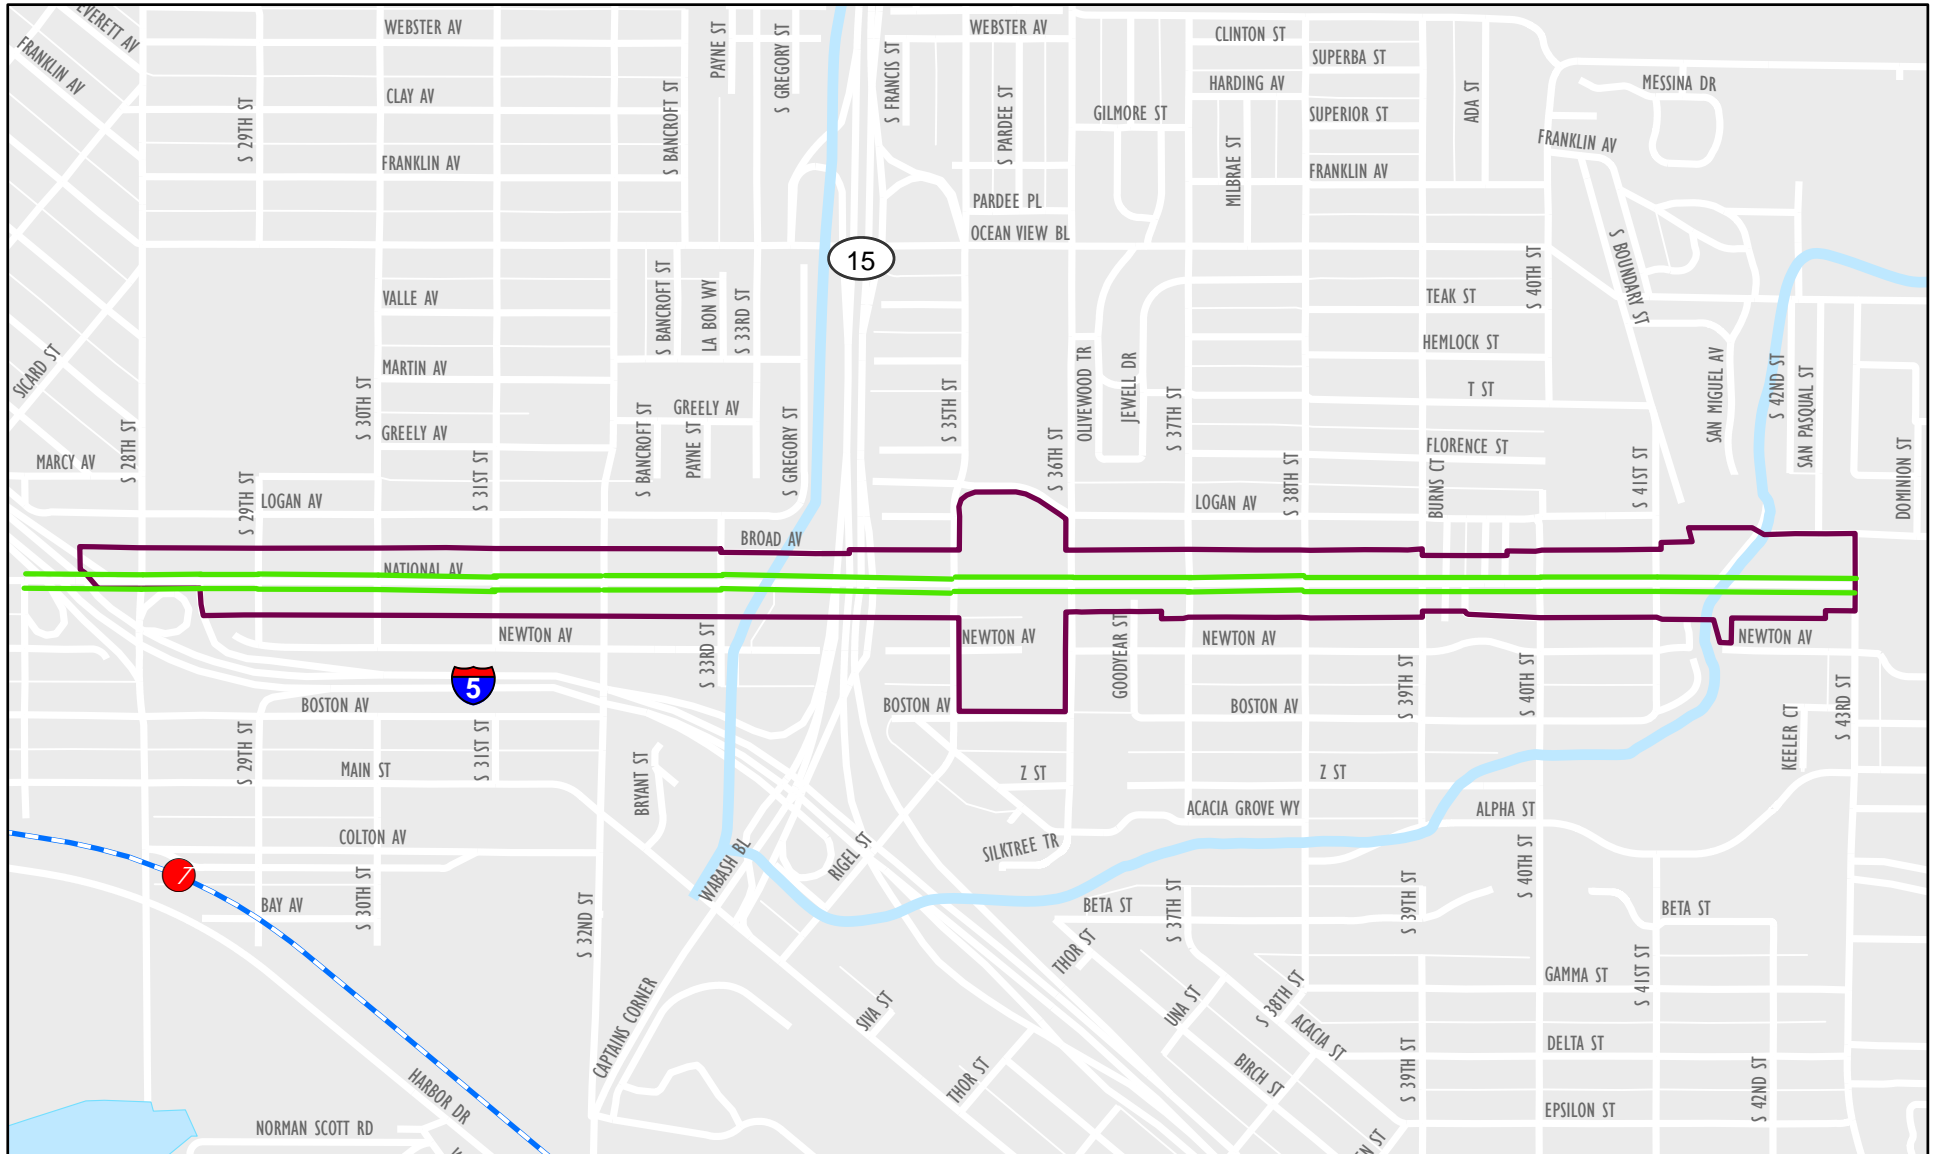 EVERETT AV
WEBSTER AV
PAYNE ST
S GREGORY ST
S FRANCIS ST
WEBSTER AV
CLINTON ST
SUPERBA ST
FRANKLIN AV
CLAY AV
S 29TH ST
S BANCROFT ST
S PARDEE ST
GILMORE ST
HARDING AV
SUPERIOR ST
ADA ST
MESSINA DR
FRANKLIN AV
FRANKLIN AV
MILBRAE ST
FRANKLIN AV
PARDEE PL
OCEAN VIEW BL
15
S BOUNDARY ST
S 40TH ST
VALLE AV
S BANCROFT ST
LA BON WY
S 33RD ST
TEAK ST
HEMLOCK ST
SICARD ST
MARTIN AV
S 30TH ST
S 35TH ST
OLIVEWOOD TR
JEWELL DR
S 37TH ST
T ST
SAN MIGUEL AV
S 42ND ST
SAN PASQUAL ST
GREELY AV
GREELY AV
S BANCROFT ST
PAYNE ST
S GREGORY ST
S 36TH ST
FLORENCE ST
MARCY AV
S 28TH ST
S 29TH ST
LOGAN AV
S 31ST ST
LOGAN AV
S 38TH ST
BURNS CT
S 41ST ST
DOMINION ST
BROAD AV
NATIONAL AV
NEWTON AV
S 33RD ST
NEWTON AV
GOODYEAR ST
NEWTON AV
S 39TH ST
S 40TH ST
NEWTON AV
S 43RD ST
5
BOSTON AV
S 29TH ST
S 31ST ST
BOSTON AV
BOSTON AV
KEELER CT
MAIN ST
BRYANT ST
Z ST
Z ST
COLTON AV
ACACIA GROVE WY
ALPHA ST
7
WABASH BL
RIGEL ST
SILKTREE TR
S 40TH ST
BAY AV
S 30TH ST
S 32ND ST
BETA ST
S 37TH ST
S 39TH ST
BETA ST
THOR ST
CAPTAINS CORNER
SIVA ST
UNA ST
S 38TH ST
GAMMA ST
S 41ST ST
ACACIA ST
DELTA ST
HARBOR DR
THOR ST
BIRCH ST
S 39TH ST
S 42ND ST
NORMAN SCOTT RD
EPSILON ST